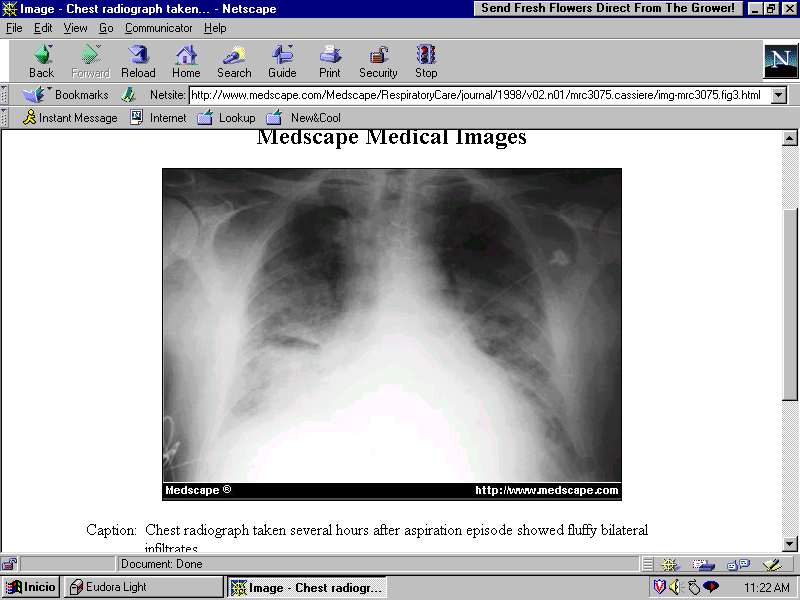 Image - Chest radiograph taken... - Netscape
Send Fresh Flowers Direct From The Grower!
File Edit View Go Communicator Help
Back Forward Reload Home Search Guide Print Security Stop
N
Bookmarks Netsite: http://www.medscape.com/Medscape/RespiratoryCare/journal/1998/v02.n01/mrc3075.cassiere/img-mrc3075.fig3.html
Instant Message Internet Lookup New&Cool
Medscape Medical Images
Medscape ® http://www.medscape.com
Caption: Chest radiograph taken several hours after aspiration episode showed fluffy bilateral
infiltrates
Document: Done
Inicio Eudora Light Image - Chest radiogr... 11:22 AM